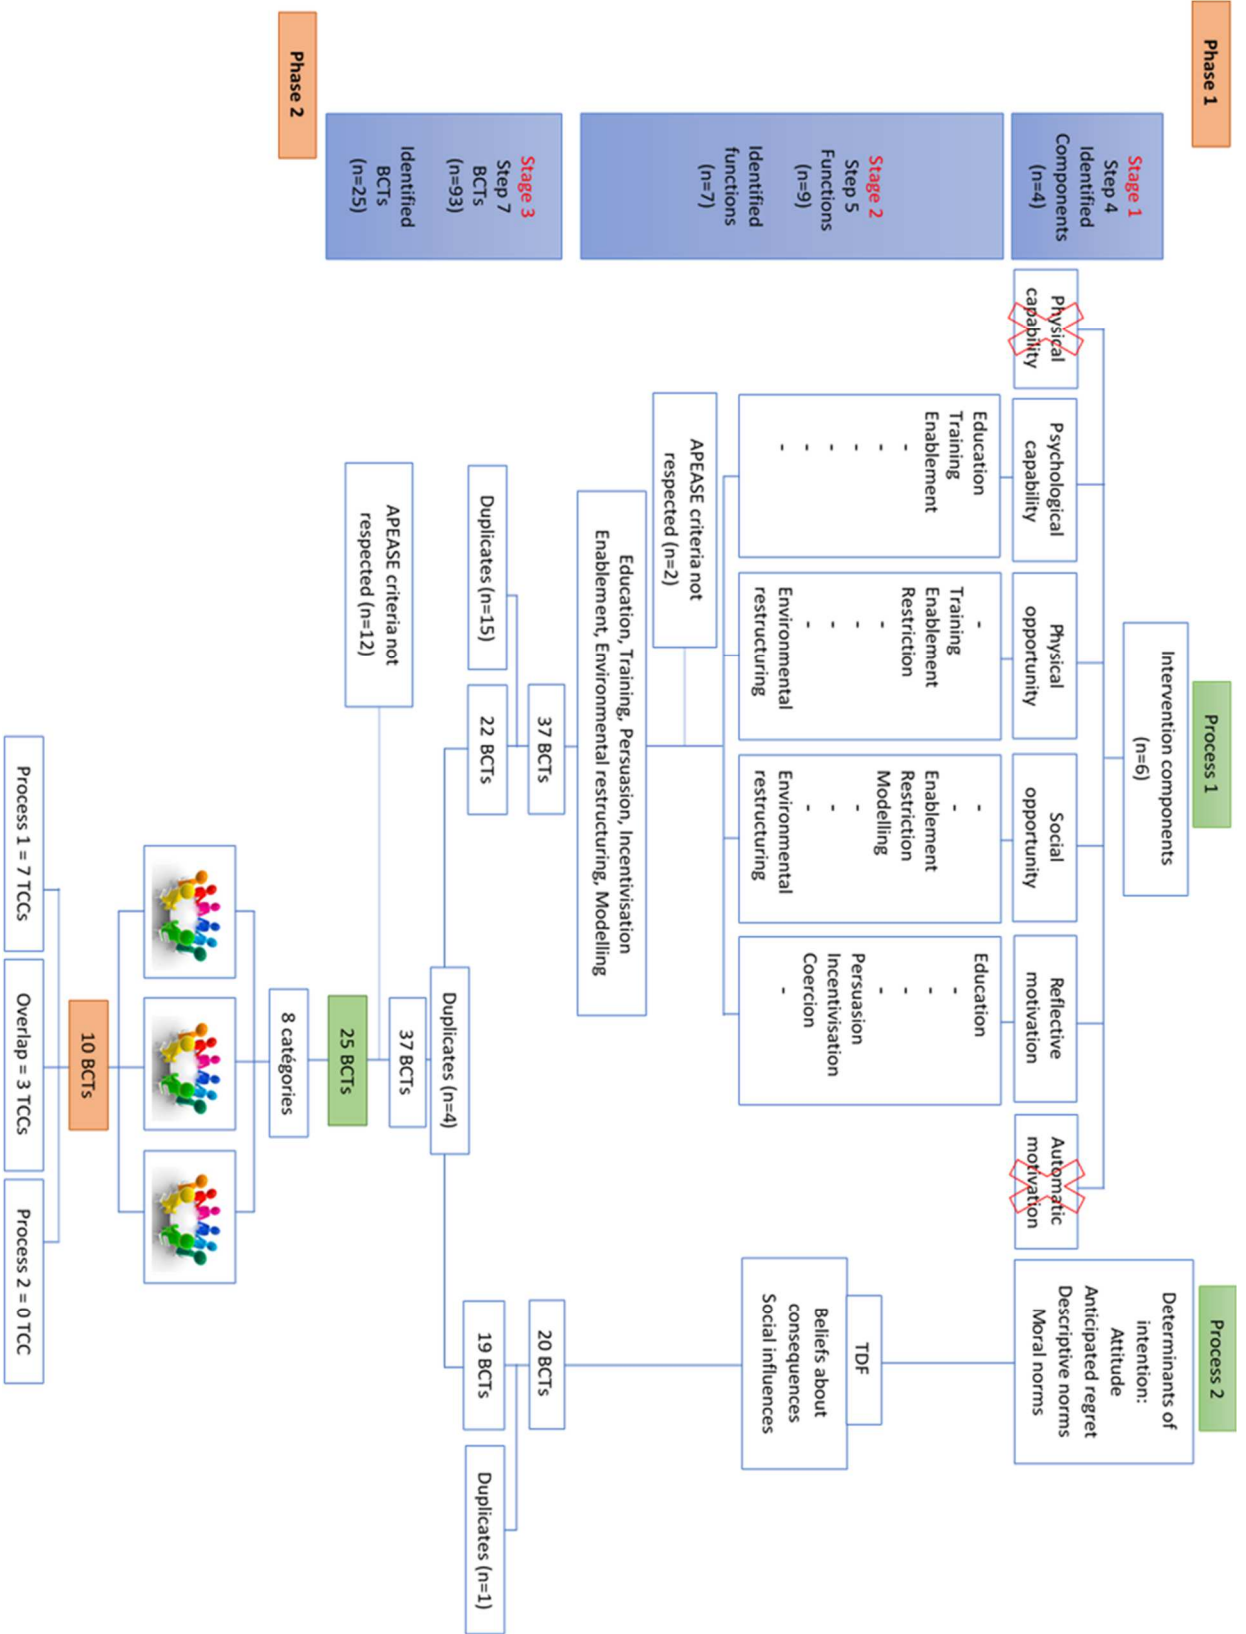 Phase 1
Process 1
Process 2
Intervention components
(n=6)
Stage 1
Step 4
Identified
Components
(n=4)
Physical
capability
Psychological
capability
Physical
opportunity
Social
opportunity
Reflective
motivation
Automatic
motivation
Determinants of
intention:
Attitude
Anticipated regret
Descriptive norms
Moral norms
Stage 2
Step 5
Functions
(n=9)
Identified
functions
(n=7)
Education
Training
Enablement
-
-
-
-
-
-
-
Training
Enablement
Restriction
-
-
-
Environmental
restructuring
-
-
Enablement
Restriction
Modelling
-
-
-
Environmental
restructuring
Education
-
-
-
-
Persuasion
Incentivisation
Coercion
-
TDF
Beliefs about
consequences
Social influences
APEASE criteria not
respected (n=2)
Education, Training, Persuasion, Incentivisation
Enablement, Environmental restructuring, Modelling
Stage 3
Step 7
BCTs
(n=93)
Identified
BCTs
(n=25)
37 BCTs
20 BCTs
Duplicates (n=15)
22 BCTs
19 BCTs
Duplicates (n=1)
Duplicates (n=4)
37 BCTs
APEASE criteria not
respected (n=12)
25 BCTs
Phase 2
8 catégories
10 BCTs
Process 1 = 7 TCCs
Overlap = 3 TCCs
Process 2 = 0 TCC